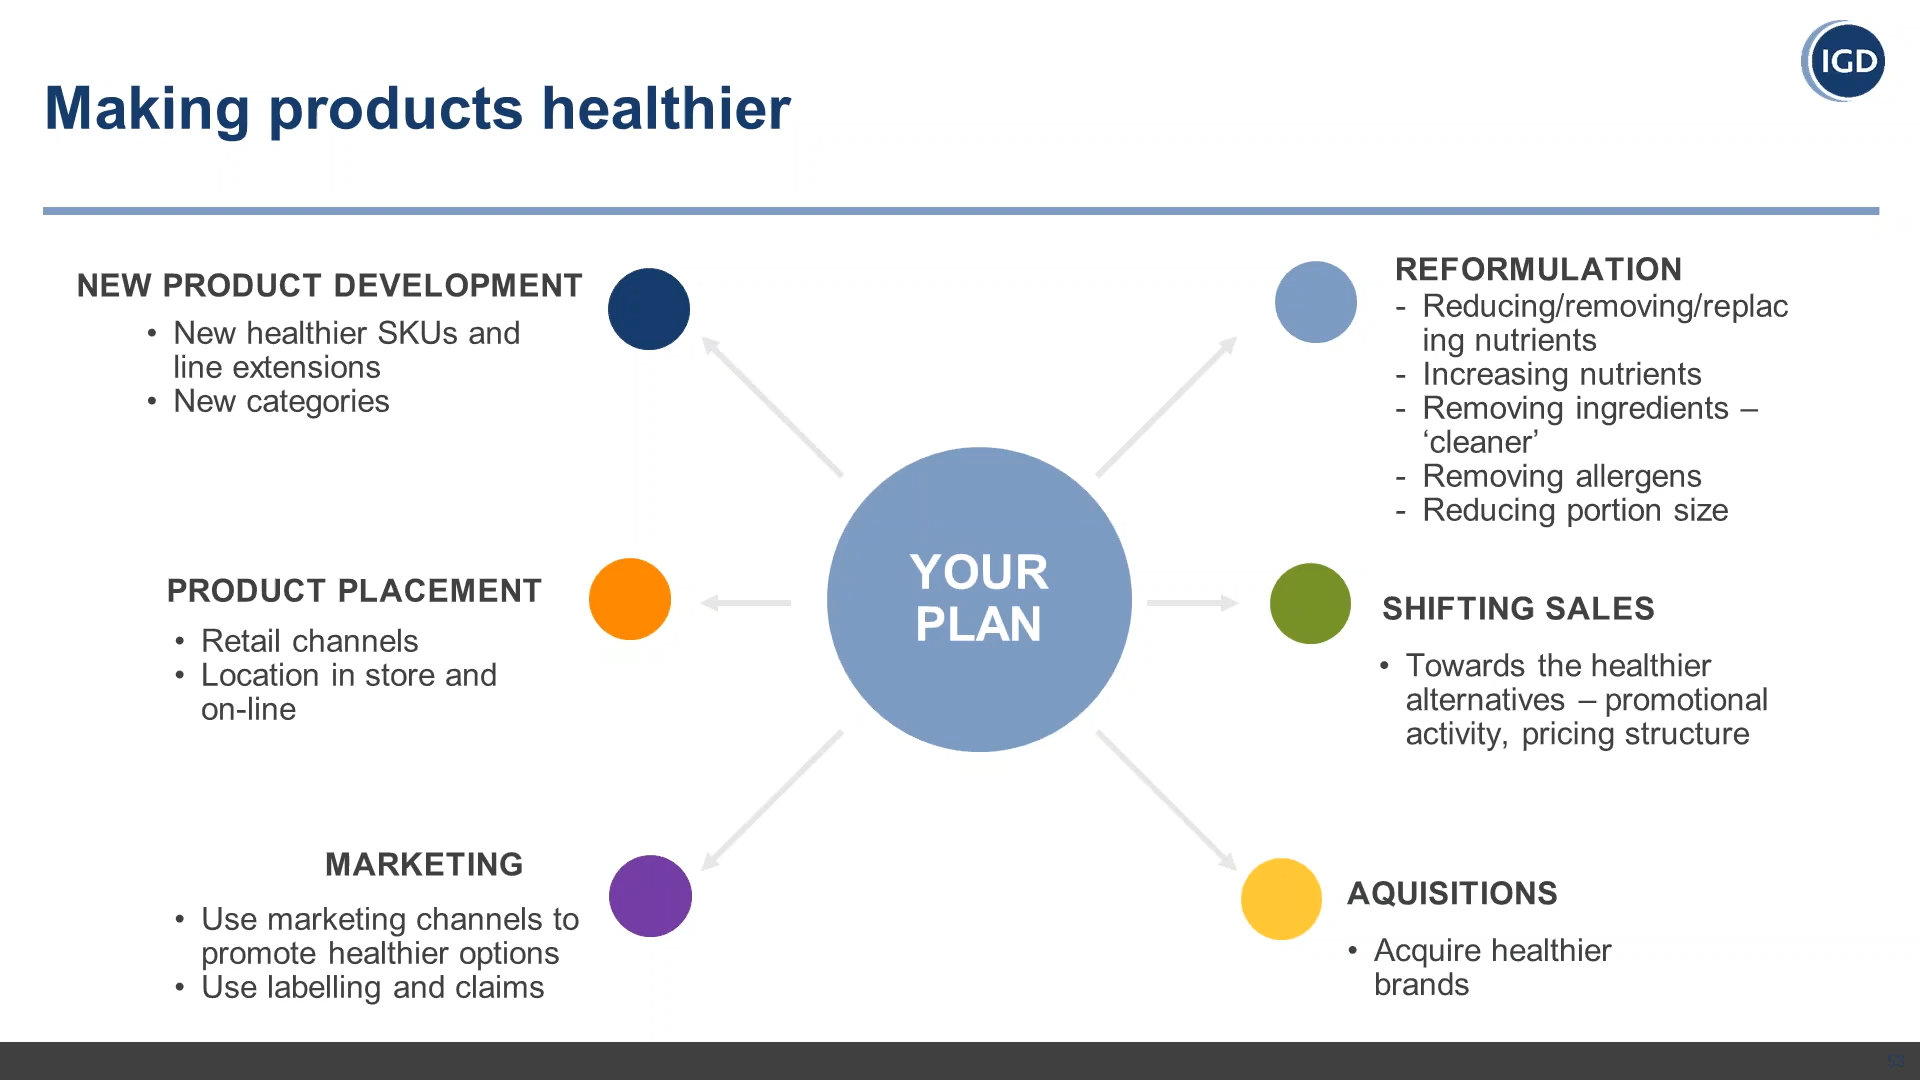 IGD
Making products healthier
NEW PRODUCT DEVELOPMENT
• New healthier SKUs and
line extensions
• New categories
PRODUCT PLACEMENT
• Retail channels
• Location in store and
on-line
MARKETING
• Use marketing channels to
promote healthier options
• Use labelling and claims
YOUR
PLAN
REFORMULATION
- Reducing/removing/replac
ing nutrients
- Increasing nutrients
- Removing ingredients –
‘cleaner’
- Removing allergens
- Reducing portion size
SHIFTING SALES
• Towards the healthier
alternatives – promotional
activity, pricing structure
AQUISITIONS
• Acquire healthier
brands